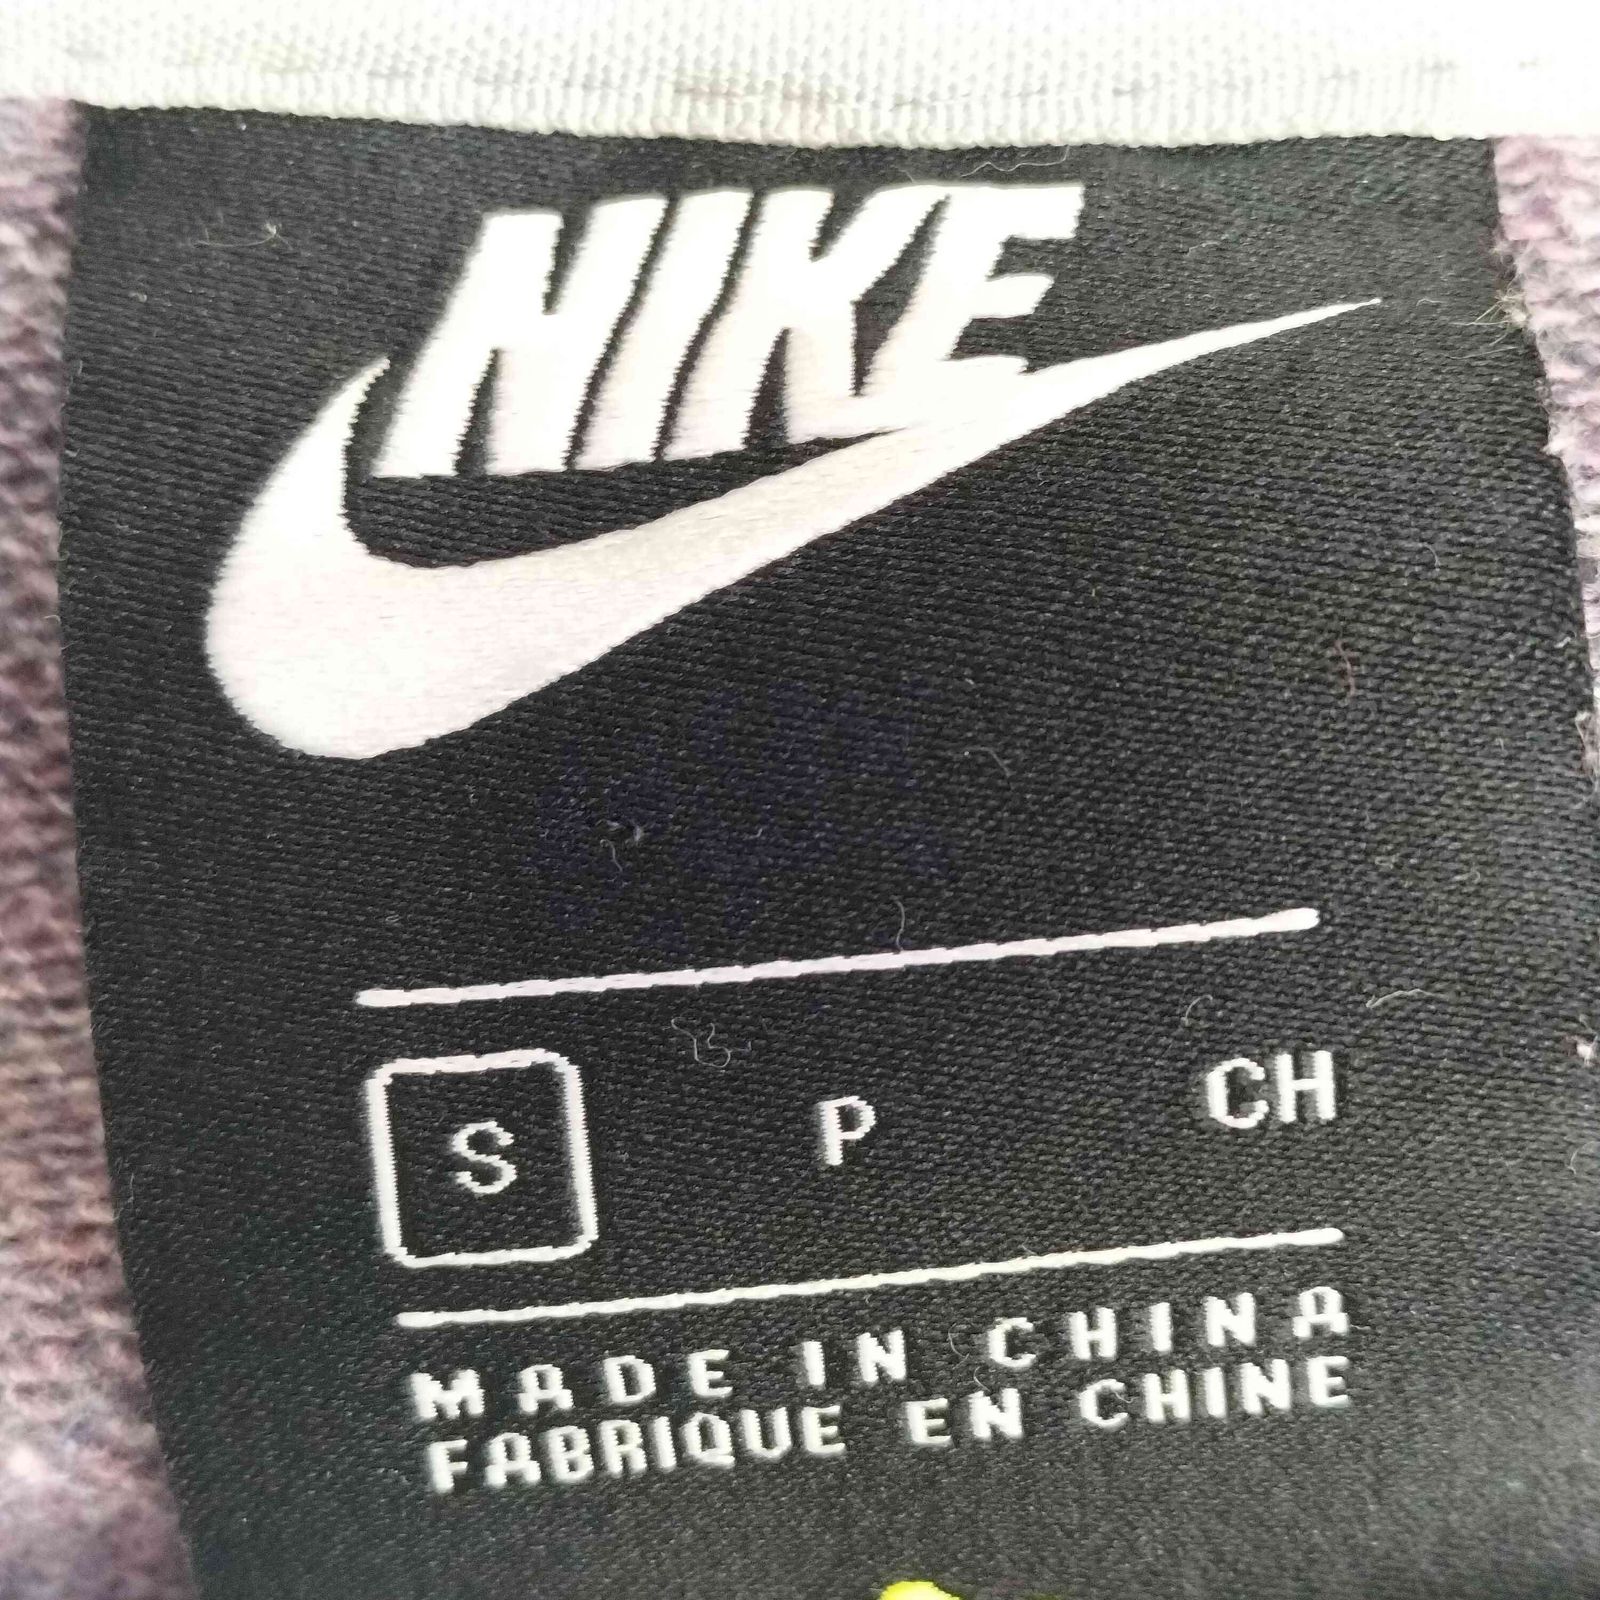 NIKE
S P CH
MADE IN CHINA
FABRIQUE EN CHINE